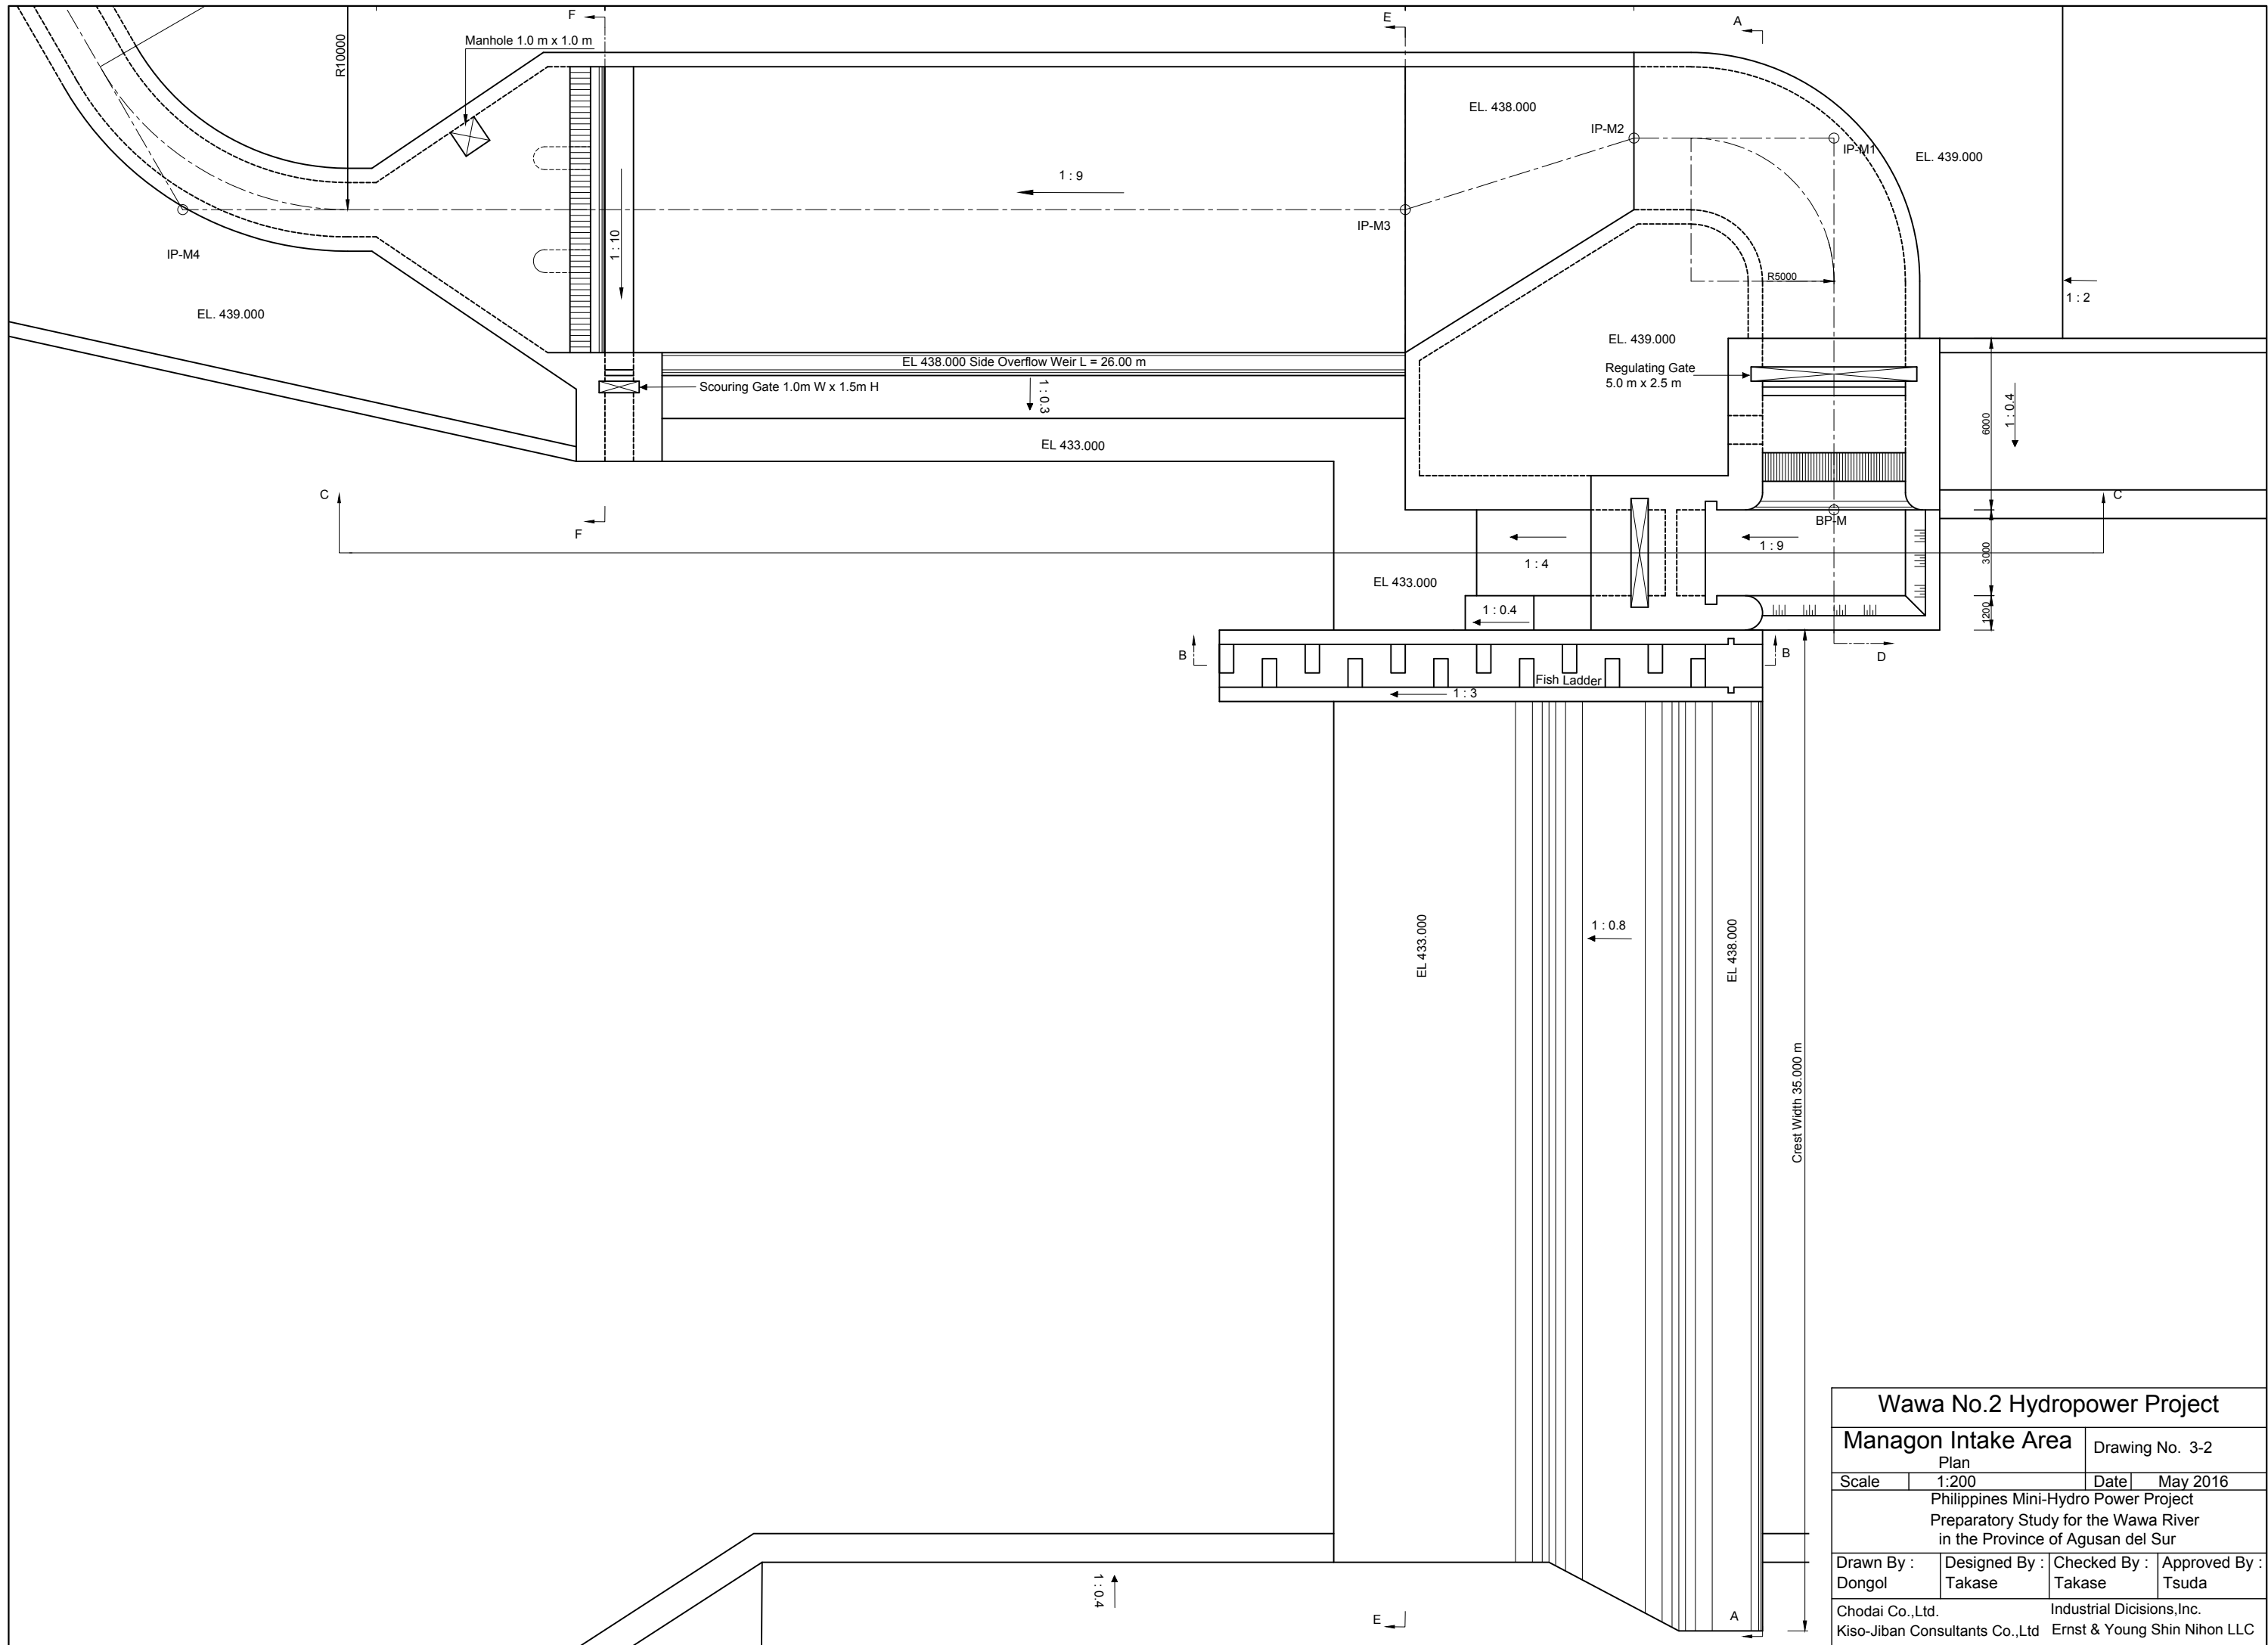 F
E
A
Manhole 1.0 m x 1.0 m
R10000
EL. 438.000
IP-M2
IP-M1
EL. 439.000
1 : 9
IP-M3
1 : 10
IP-M4
R5000
1 : 2
EL. 439.000
EL. 439.000
EL 438.000 Side Overflow Weir L = 26.00 m
Regulating Gate
5.0 m x 2.5 m
Scouring Gate 1.0m W x 1.5m H
1 : 0.3
1 : 0.4
6000
EL 433.000
C
C
F
BP-M
1 : 9
3000
1 : 4
EL 433.000
1 : 0.4
1200
B
B
D
Fish Ladder
1 : 3
EL 433.000
1 : 0.8
EL 438.000
Crest Width 35.000 m
1 : 0.4
E
A
Wawa No.2 Hydropower Project
Managon Intake Area
Plan
Drawing No. 3-2
Scale 1:200 Date May 2016
Philippines Mini-Hydro Power Project
Preparatory Study for the Wawa River
in the Province of Agusan del Sur
Drawn By : Designed By : Checked By : Approved By :
Dongol Takase Takase Tsuda
Chodai Co.,Ltd. Industrial Dicisions,Inc.
Kiso-Jiban Consultants Co.,Ltd Ernst & Young Shin Nihon LLC